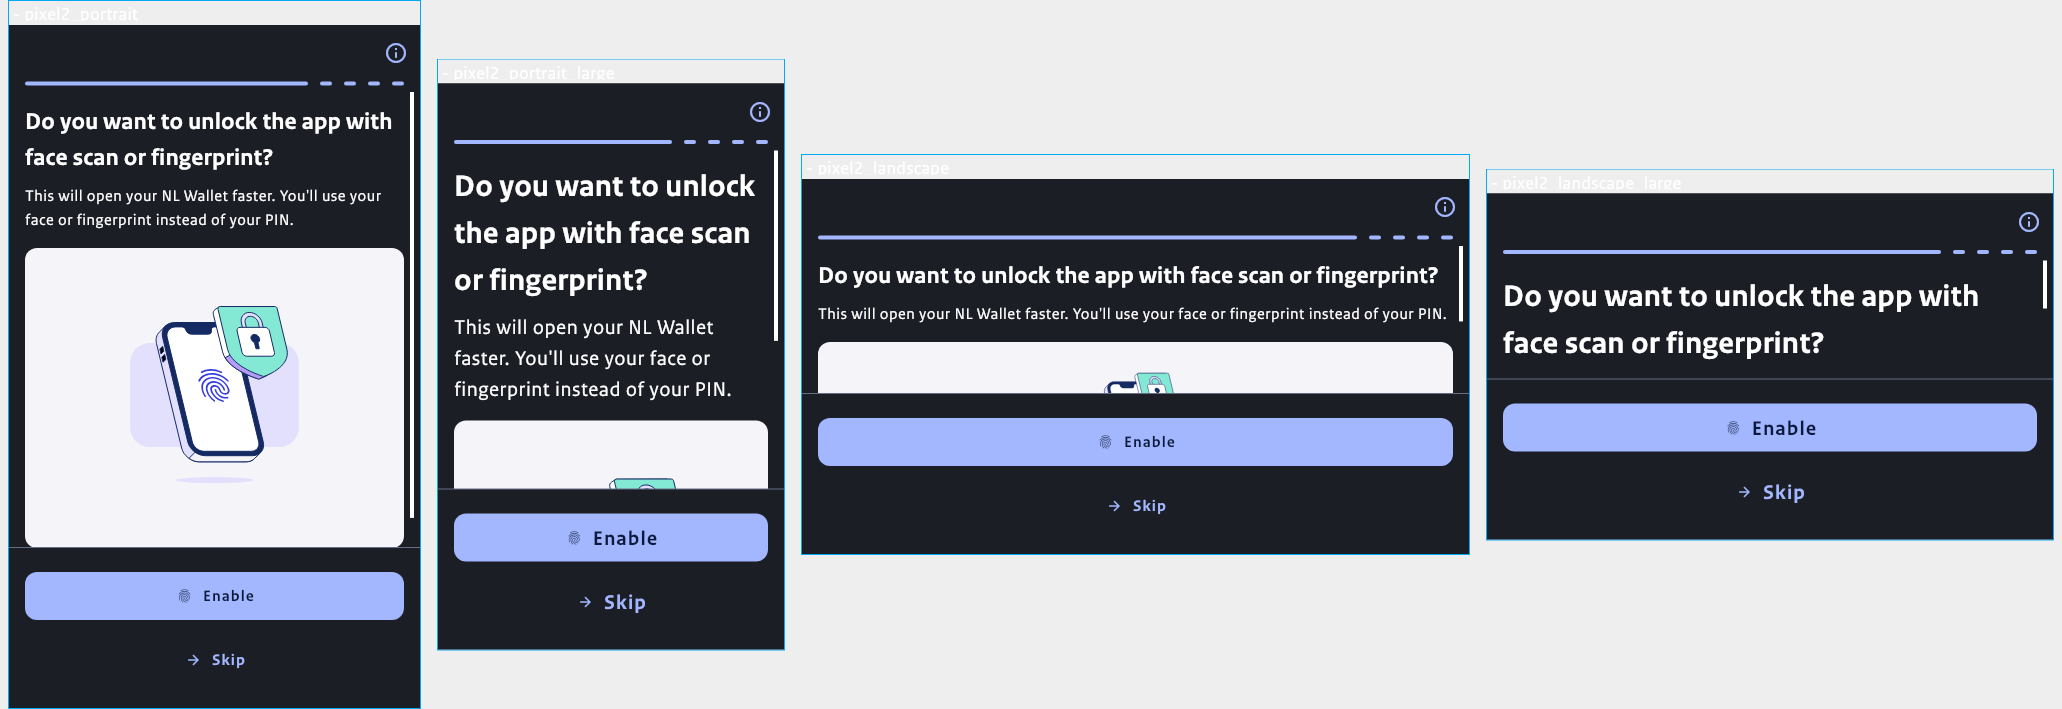 - pixel2_portrait
Do you want to unlock the app with
face scan or fingerprint?
This will open your NL Wallet faster. You'll use your
face or fingerprint instead of your PIN.
Enable
Skip
- pixel2_portrait_large
Do you want to unlock
the app with face scan
or fingerprint?
This will open your NL Wallet
faster. You'll use your face or
fingerprint instead of your PIN.
Enable
Skip
- pixel2_landscape
Do you want to unlock the app with face scan or fingerprint?
This will open your NL Wallet faster. You'll use your face or fingerprint instead of your PIN.
Enable
Skip
- pixel2_landscape_large
Do you want to unlock the app with
face scan or fingerprint?
Enable
Skip